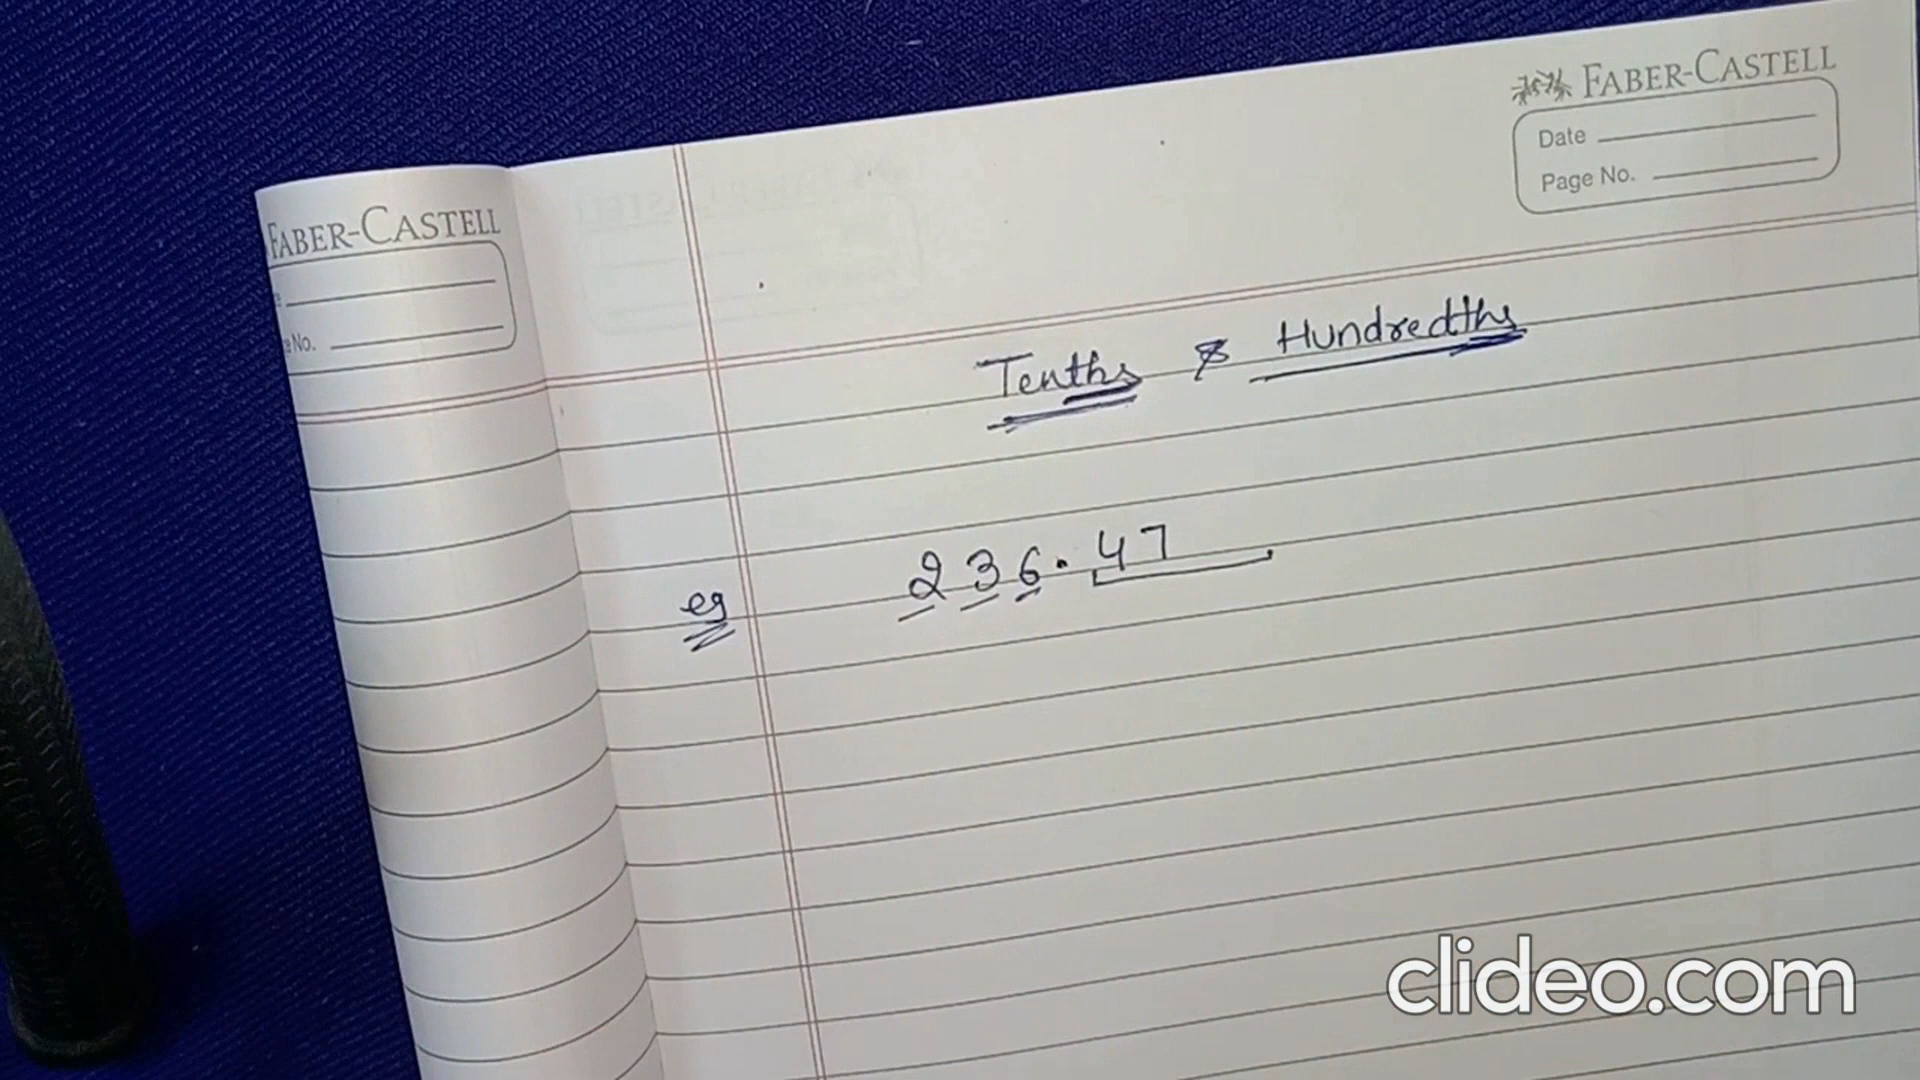 FABER-CASTELL
Date
Page No.
FABER-CASTELL
e No.
Tenths & Hundredths
eg 236.47
clideo.com